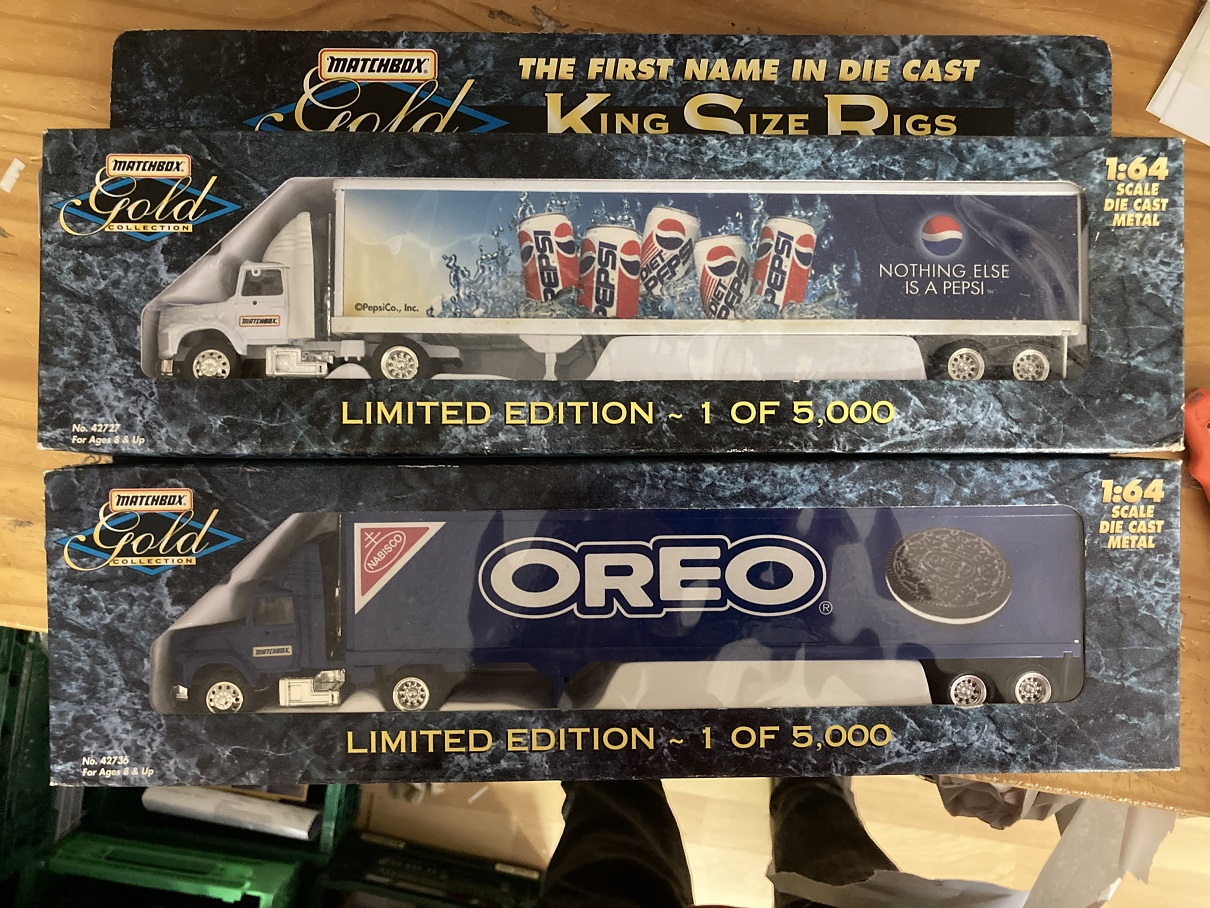 MATCHBOX
Gold
THE FIRST NAME IN DIE CAST
KING SIZE RIGS
MATCHBOX
Gold
COLLECTION
1:64
SCALE
DIE CAST
METAL
PEPSI
PEPSI
DIET
PEPSI
DIET
PEPSI
PEPSI
NOTHING ELSE
IS A PEPSI™
©PepsiCo., Inc.
MATCHBOX
LIMITED EDITION ~ 1 OF 5,000
No. 42727
For Ages 8 & Up
MATCHBOX
Gold
COLLECTION
1:64
SCALE
DIE CAST
METAL
NABISCO
OREO®
OREO
MATCHBOX
LIMITED EDITION ~ 1 OF 5,000
No. 42736
For Ages 8 & Up